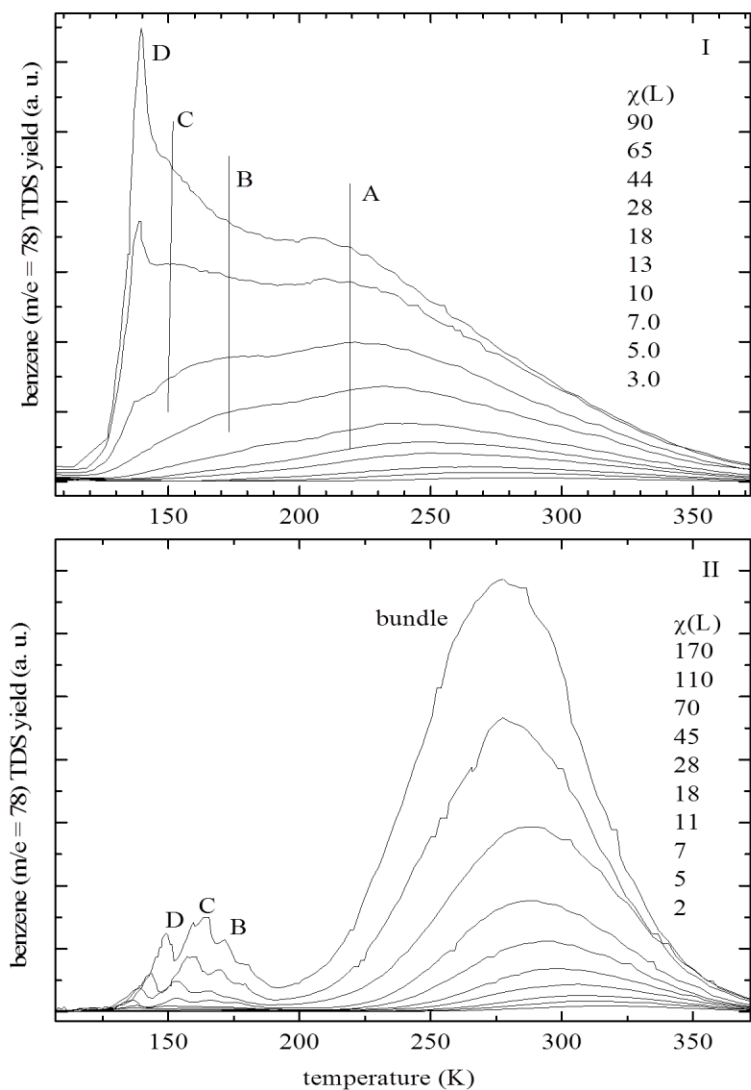 benzene (m/e = 78) TDS yield (a. u.)
I
D
C
B
A
χ(L)
90
65
44
28
18
13
10
7.0
5.0
3.0
150 200 250 300 350
benzene (m/e = 78) TDS yield (a. u.)
II
bundle
D
C
B
χ(L)
170
110
70
45
28
18
11
7
5
2
150 200 250 300 350
temperature (K)